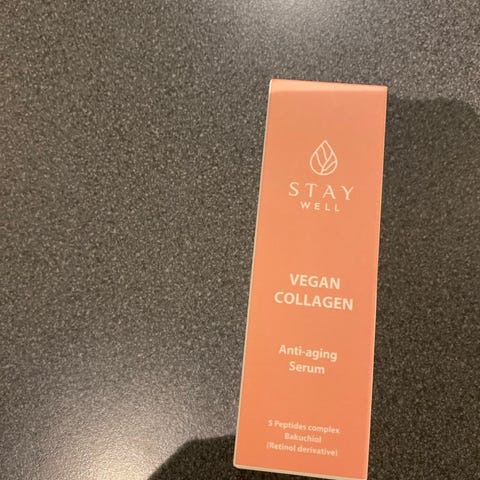 STAY
WELL
VEGAN
COLLAGEN
Anti-aging
Serum
5 Peptides complex
Bakuchiol
(Retinol derivative)